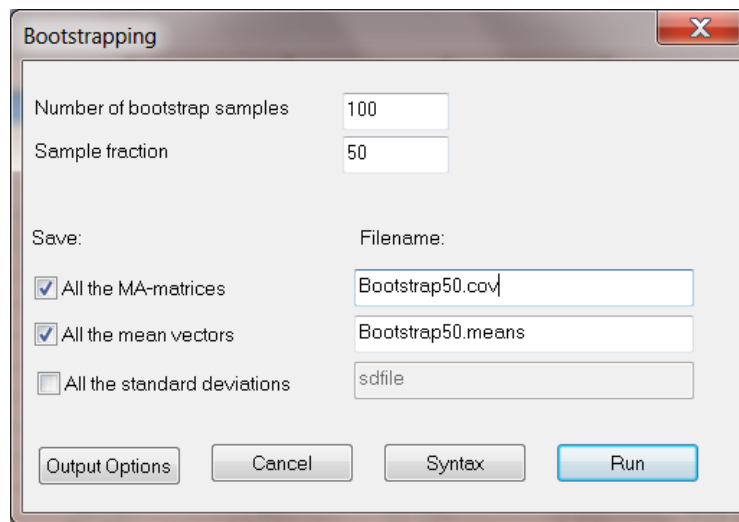 Bootstrapping
Number of bootstrap samples 100
Sample fraction 50
Save: Filename:
All the MA-matrices Bootstrap50.cov
All the mean vectors Bootstrap50.means
All the standard deviations sdfile
Output Options Cancel Syntax Run